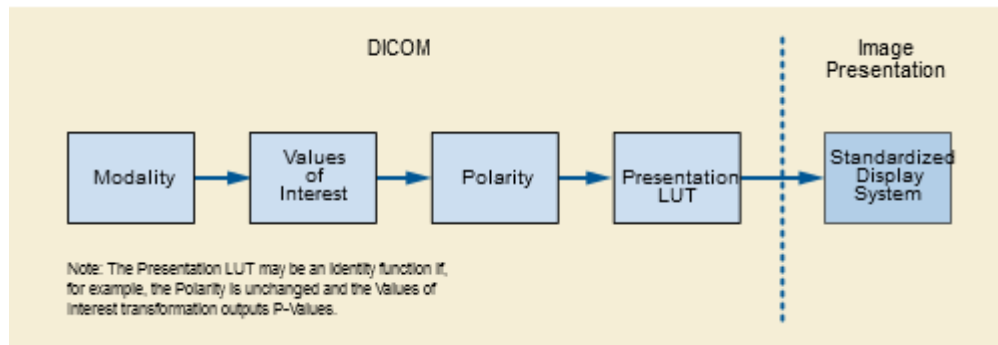 DICOM
Image
Presentation
Modality
Values
of
Interest
Polarity
Presentation
LUT
Standardized
Display
System
Note: The Presentation LUT may be an identity function if,
for example, the Polarity is unchanged and the Values of
Interest transformation outputs P-Values.